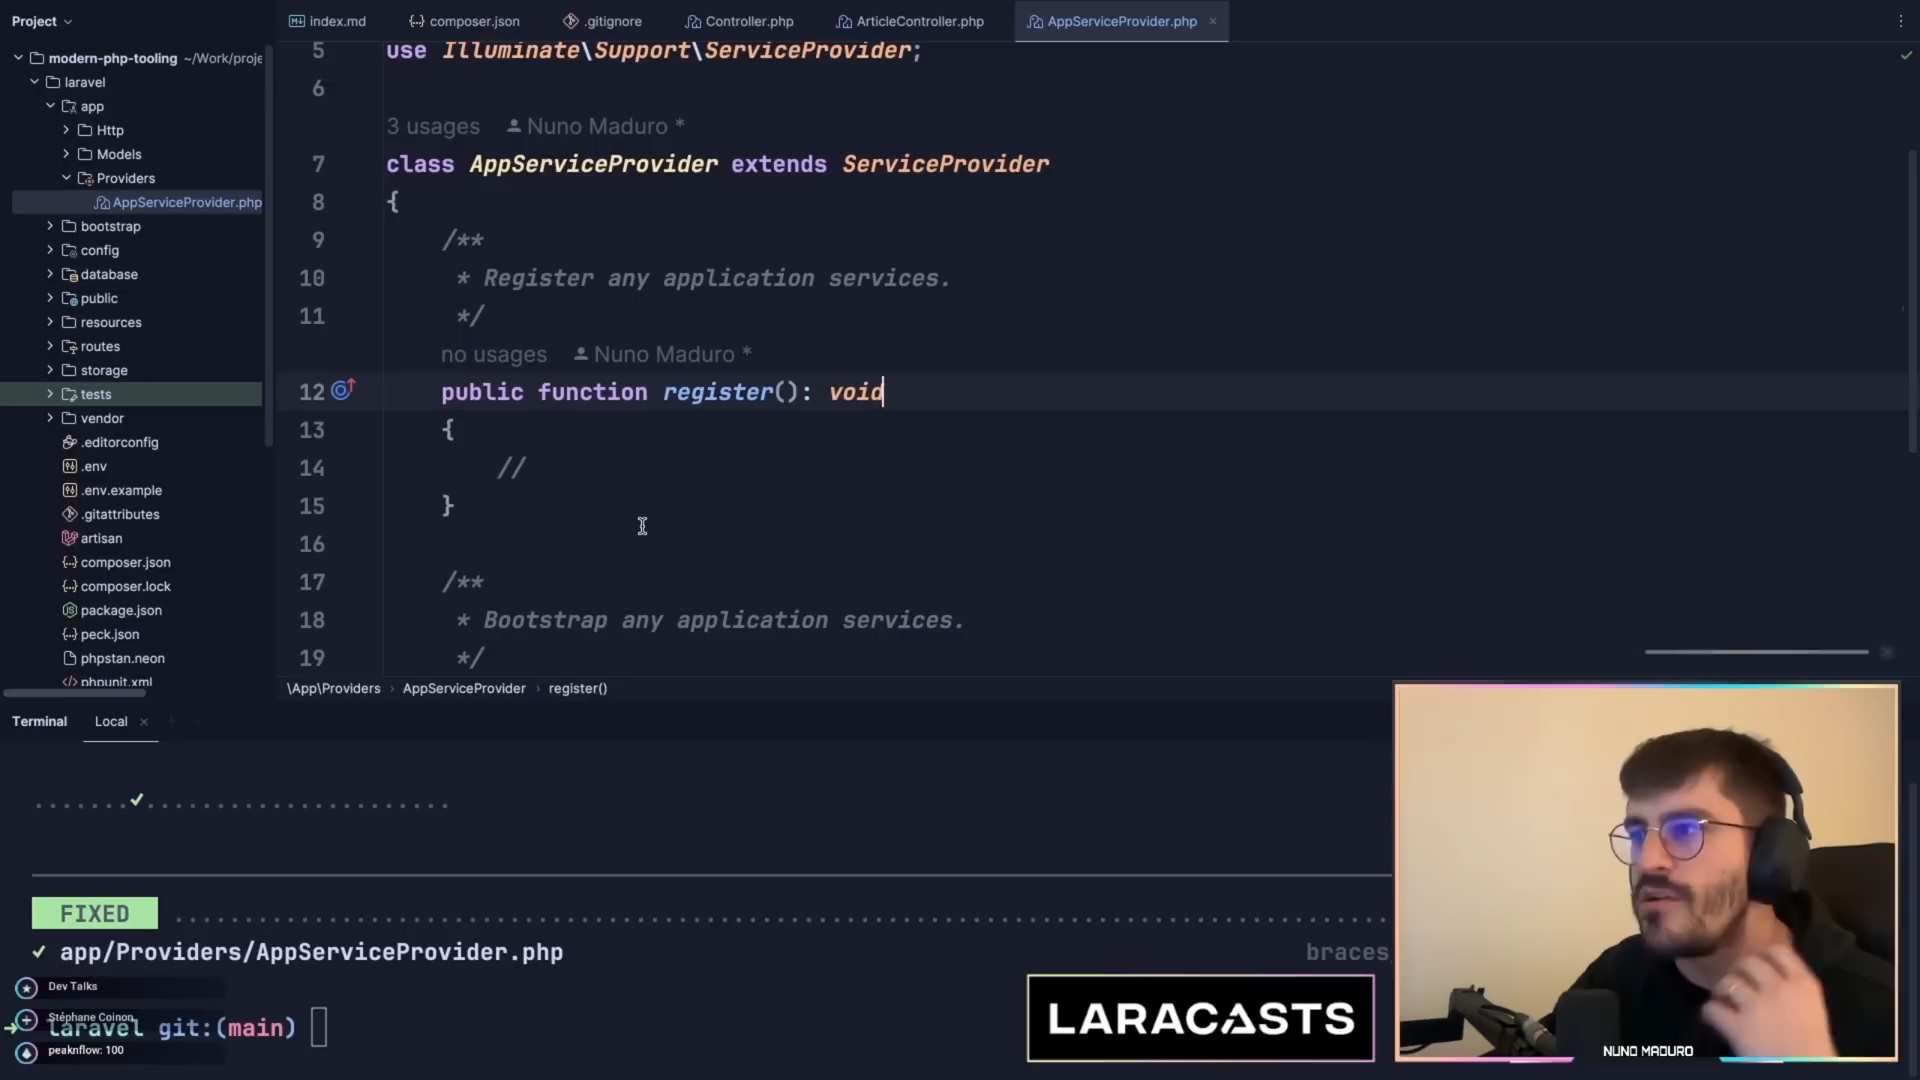 Project
index.md
composer.json
.gitignore
Controller.php
ArticleController.php
AppServiceProvider.php
modern-php-tooling ~/Work/proje
laravel
app
Http
Models
Providers
AppServiceProvider.php
bootstrap
config
database
public
resources
routes
storage
tests
vendor
.editorconfig
.env
.env.example
.gitattributes
artisan
composer.json
composer.lock
package.json
peck.json
phpstan.neon
phpunit.xml
5 use Illuminate\Support\ServiceProvider;
6
3 usages Nuno Maduro *
7 class AppServiceProvider extends ServiceProvider
8 {
9 /**
10 * Register any application services.
11 */
no usages Nuno Maduro *
12 public function register(): void
13 {
14 //
15 }
16
17 /**
18 * Bootstrap any application services.
19 */
\App\Providers › AppServiceProvider › register()
Terminal Local
.......✓......................
FIXED
✓ app/Providers/AppServiceProvider.php braces
Dev Talks
Stéphane Coinon
laravel git:(main)
peaknflow: 100
LARACASTS
NUNO MADURO